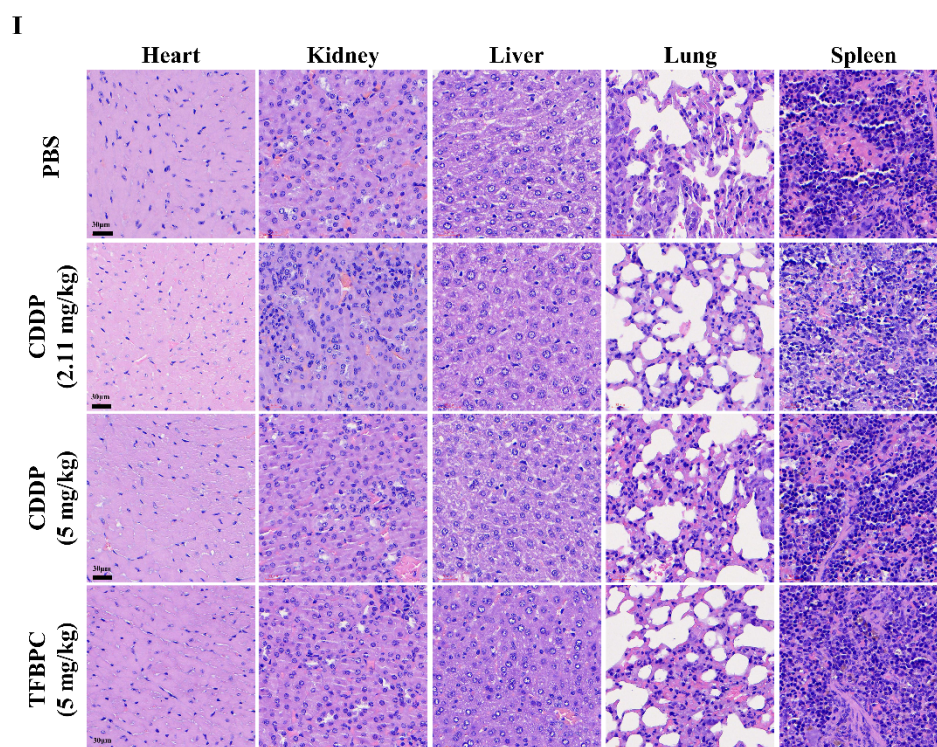 I
Heart Kidney Liver Lung Spleen
PBS
30μm
CDDP
(2.11 mg/kg)
30μm
CDDP
(5 mg/kg)
30μm
TFBPC
(5 mg/kg)
30μm